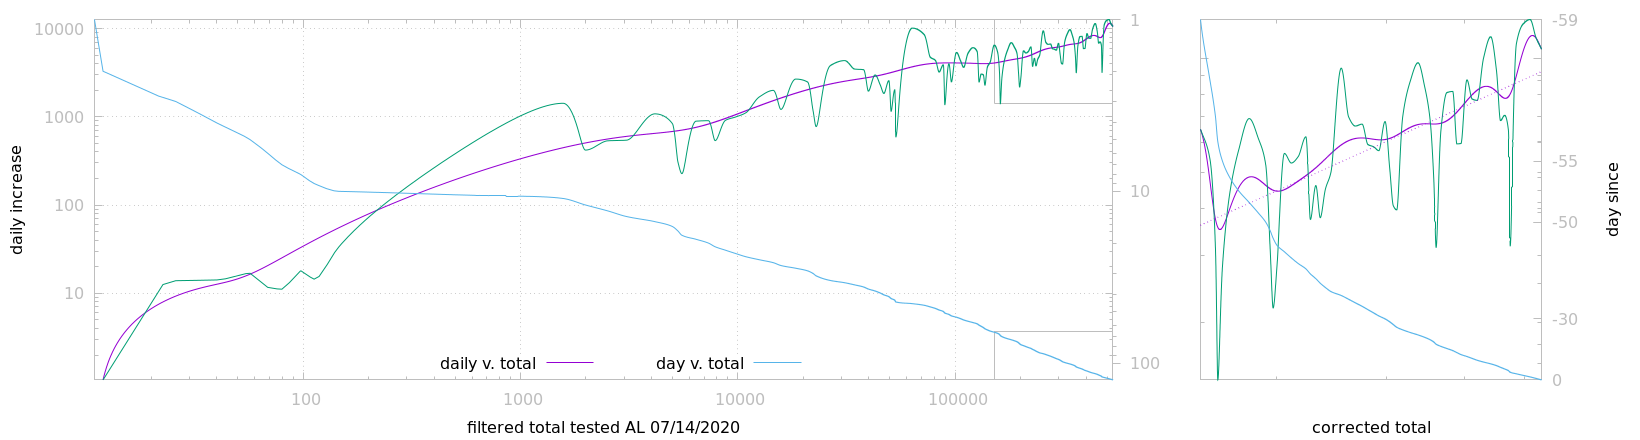 daily increase
10000
1000
100
10
100
1000
10000
100000
1
10
100
daily v. total
day v. total
filtered total tested AL 07/14/2020
-59
-55
-50
-30
0
day since
corrected total